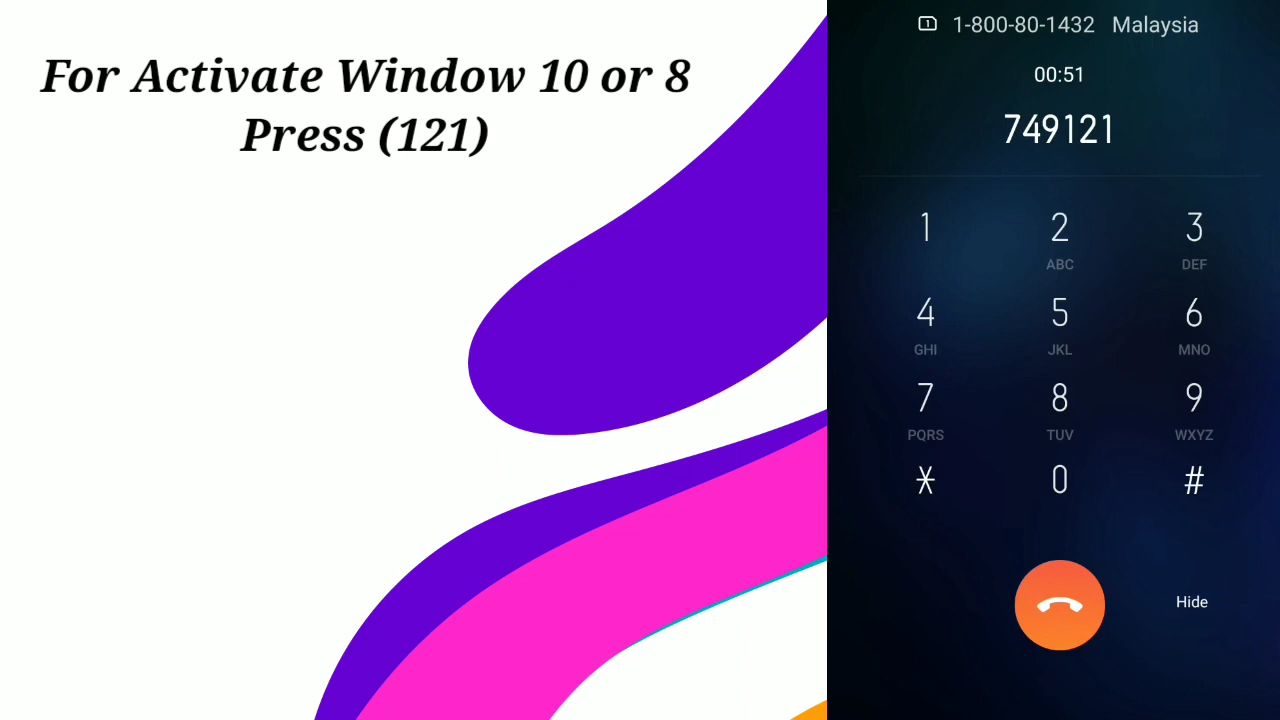 For Activate Window 10 or 8
Press (121)
1 1-800-80-1432 Malaysia
00:51
749121
1 2 3
ABC DEF
4 5 6
GHI JKL MNO
7 8 9
PQRS TUV WXYZ
* 0 #
Hide